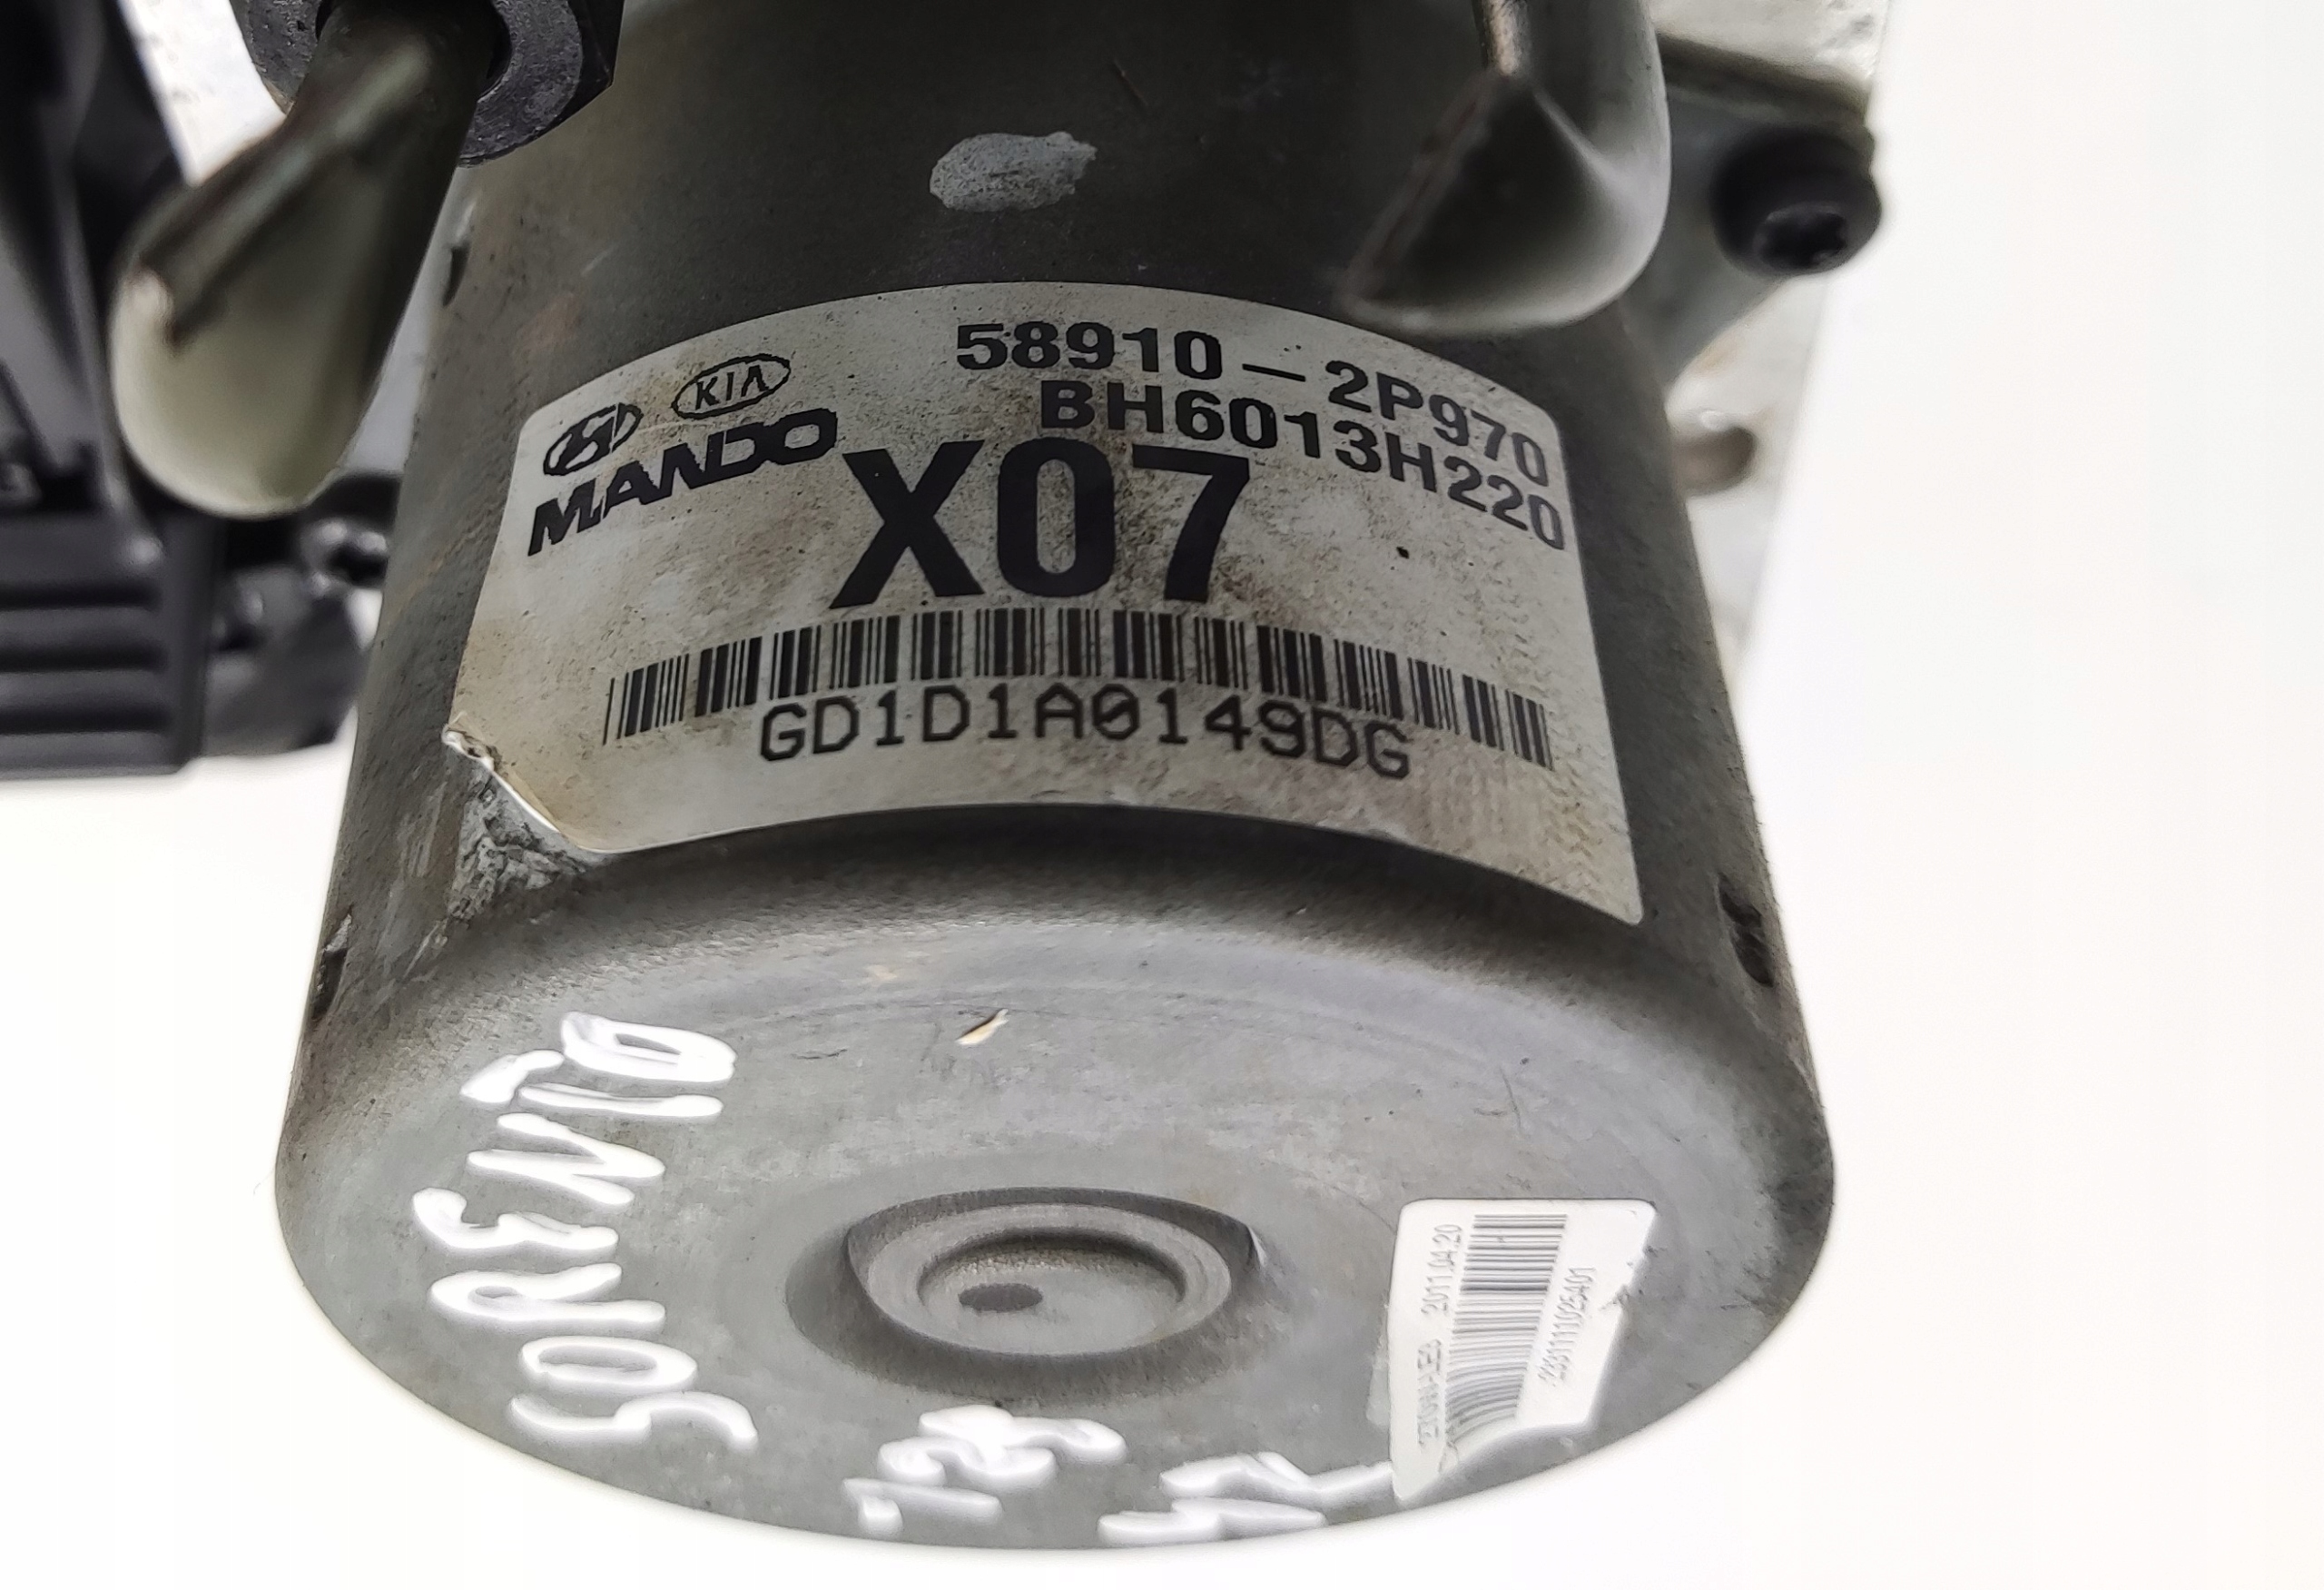 58910-2P970
KIA
BH6013H220
MANDO
X07
GD1D1A0149DG
SORENTO
2011.04.20